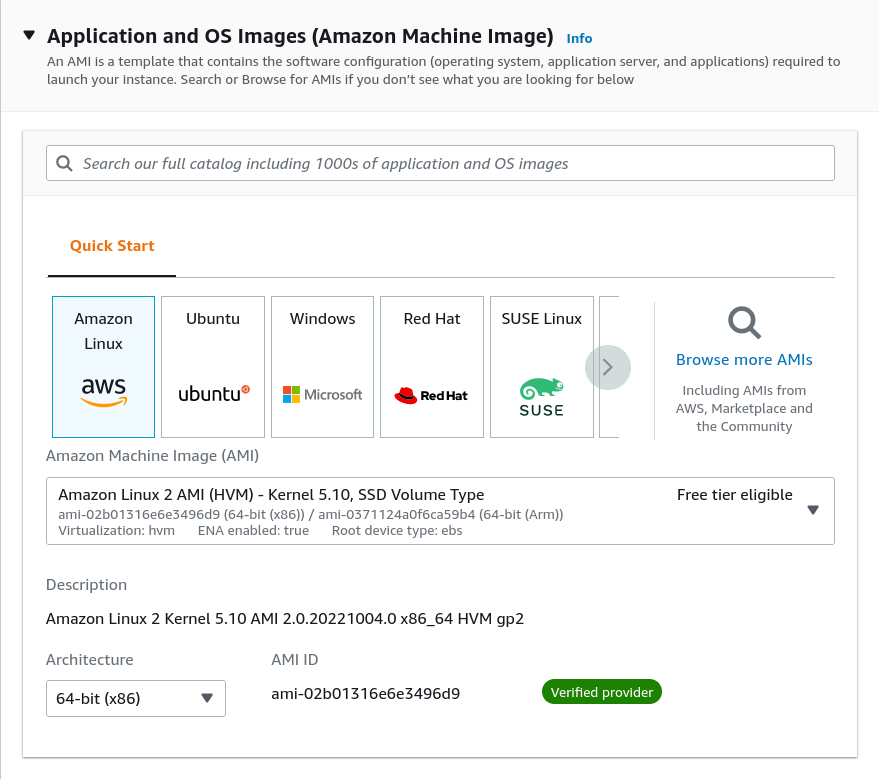 Application and OS Images (Amazon Machine Image) Info
An AMI is a template that contains the software configuration (operating system, application server, and applications) required to
launch your instance. Search or Browse for AMIs if you don’t see what you are looking for below
Search our full catalog including 1000s of application and OS images
Quick Start
Amazon
Linux
aws
Ubuntu
ubuntu
Windows
Microsoft
Red Hat
Red Hat
SUSE Linux
SUSE
Browse more AMIs
Including AMIs from
AWS, Marketplace and
the Community
Amazon Machine Image (AMI)
Amazon Linux 2 AMI (HVM) - Kernel 5.10, SSD Volume Type Free tier eligible
ami-02b01316e6e3496d9 (64-bit (x86)) / ami-0371124a0f6ca59b4 (64-bit (Arm))
Virtualization: hvm ENA enabled: true Root device type: ebs
Description
Amazon Linux 2 Kernel 5.10 AMI 2.0.20221004.0 x86_64 HVM gp2
Architecture AMI ID
64-bit (x86) ami-02b01316e6e3496d9 Verified provider